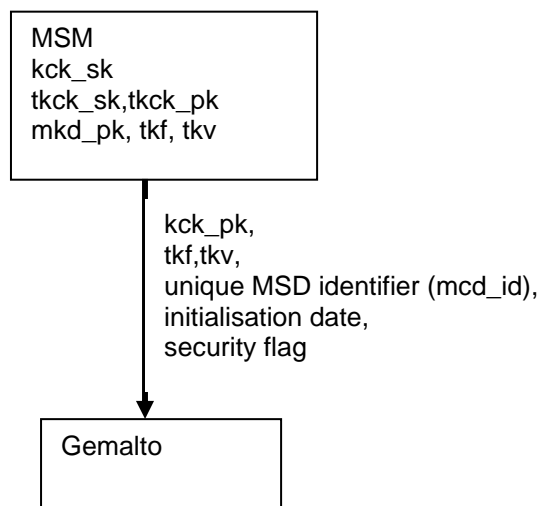 MSM
kck_sk
tkck_sk,tkck_pk
mkd_pk, tkf, tkv
kck_pk,
tkf,tkv,
unique MSD identifier (mcd_id),
initialisation date,
security flag
Gemalto